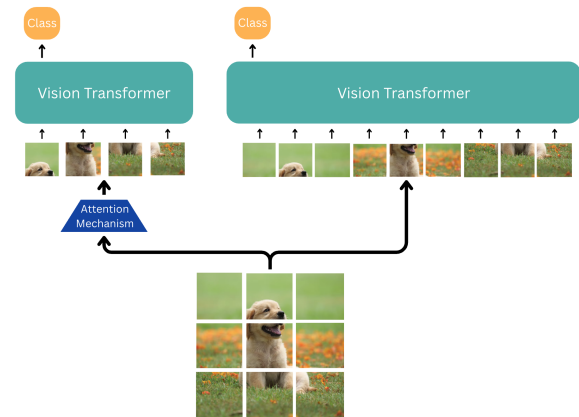 Class
Class
Vision Transformer
Vision Transformer
Attention
Mechanism